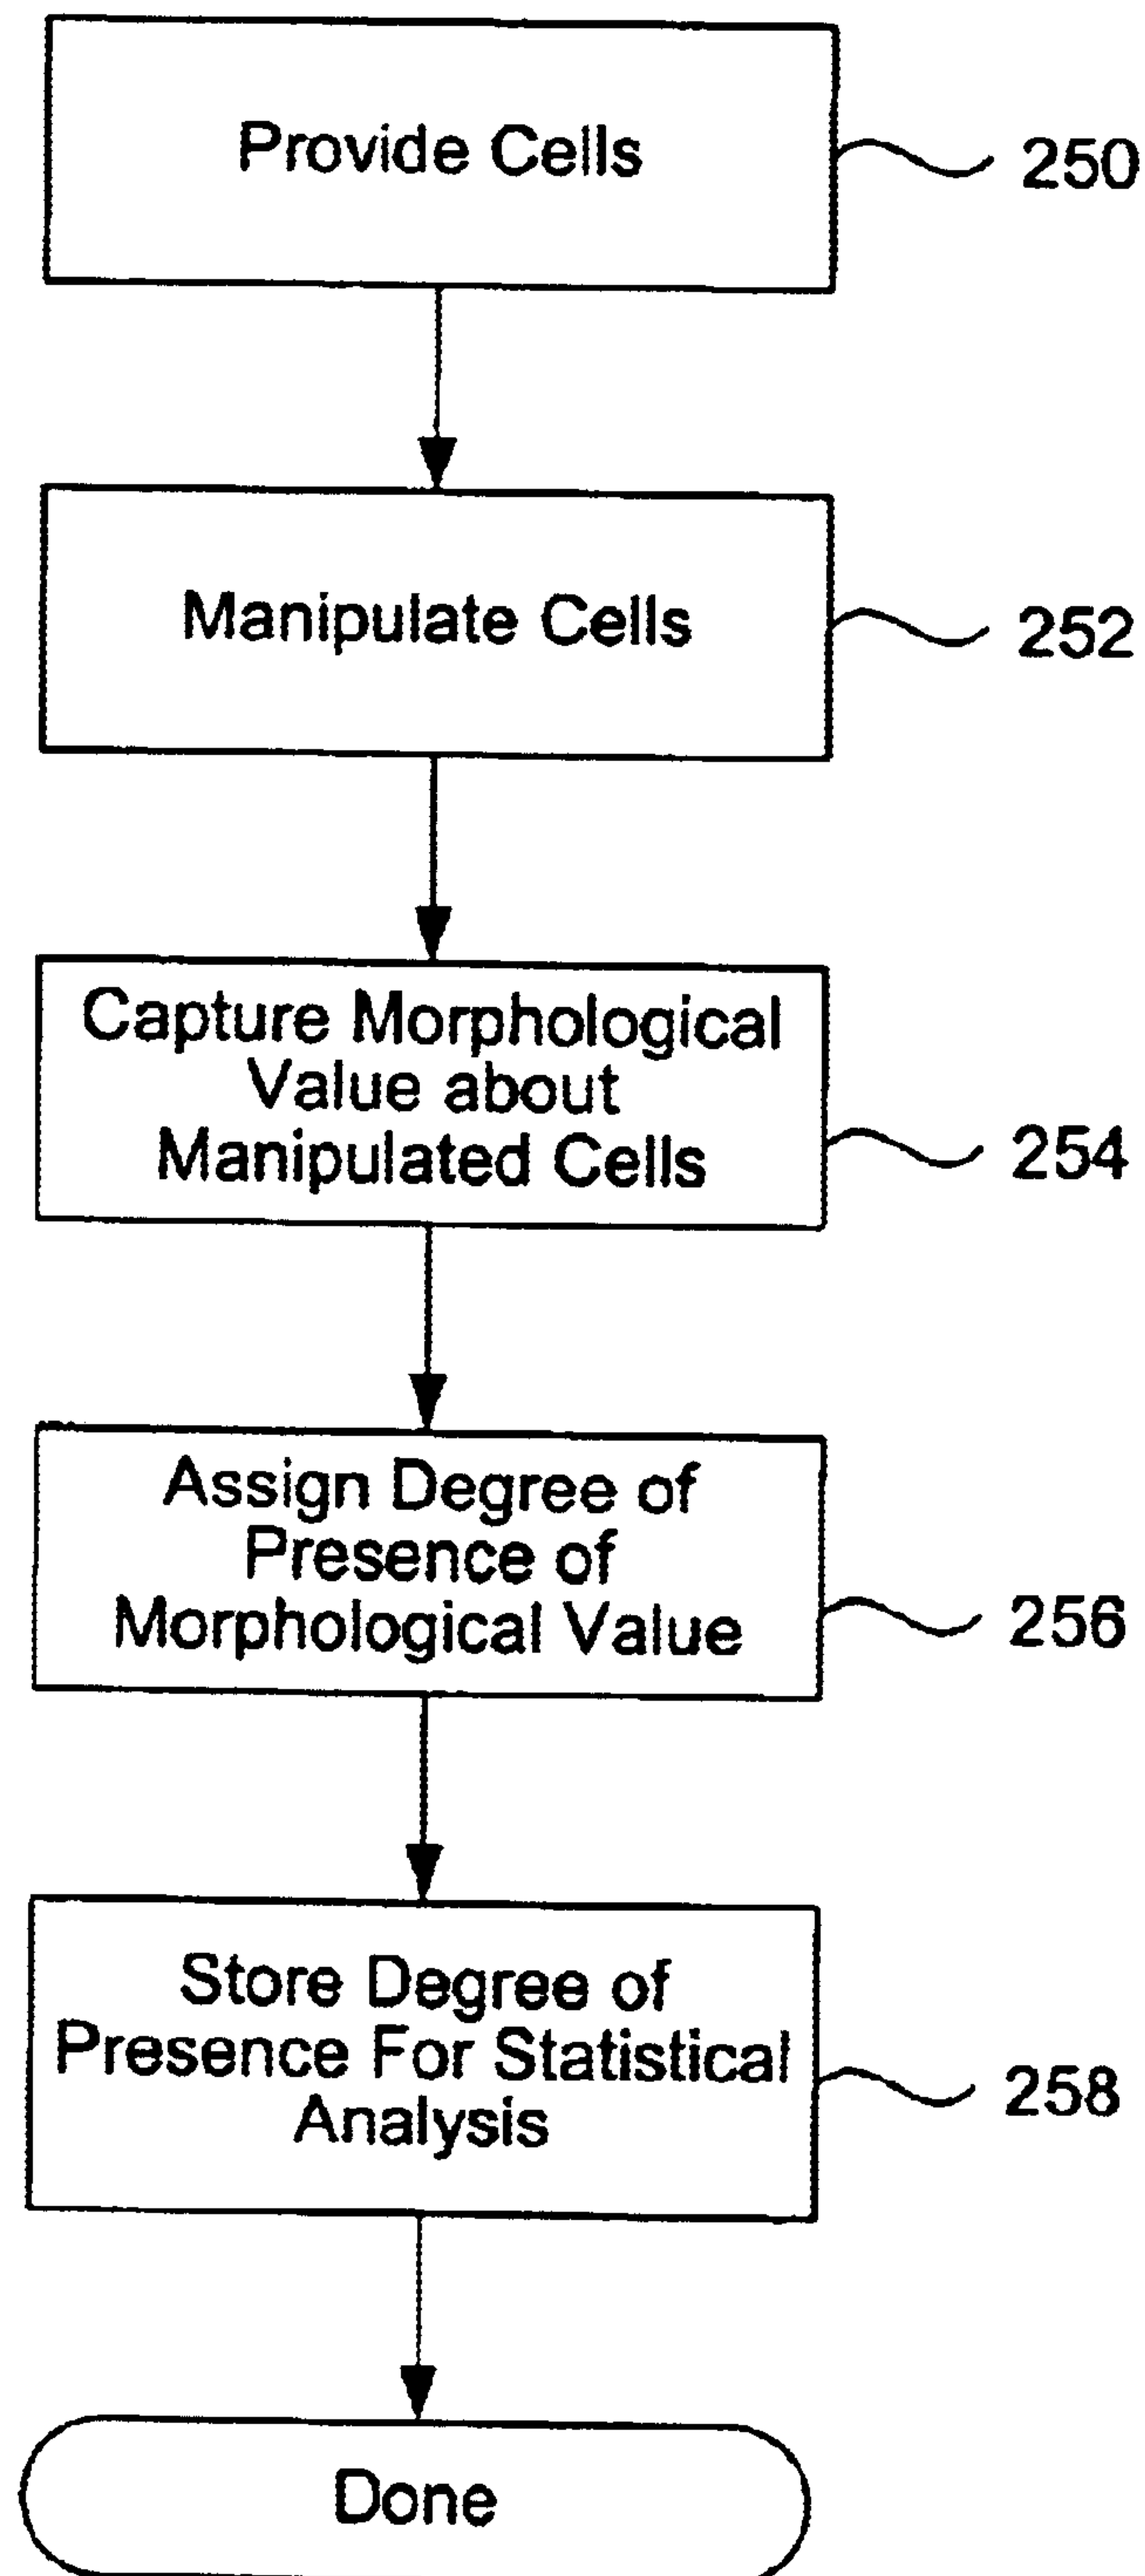 Provide Cells
250
Manipulate Cells
252
Capture Morphological
Value about
Manipulated Cells
254
Assign Degree of
Presence of
Morphological Value
256
Store Degree of
Presence For Statistical
Analysis
258
Done